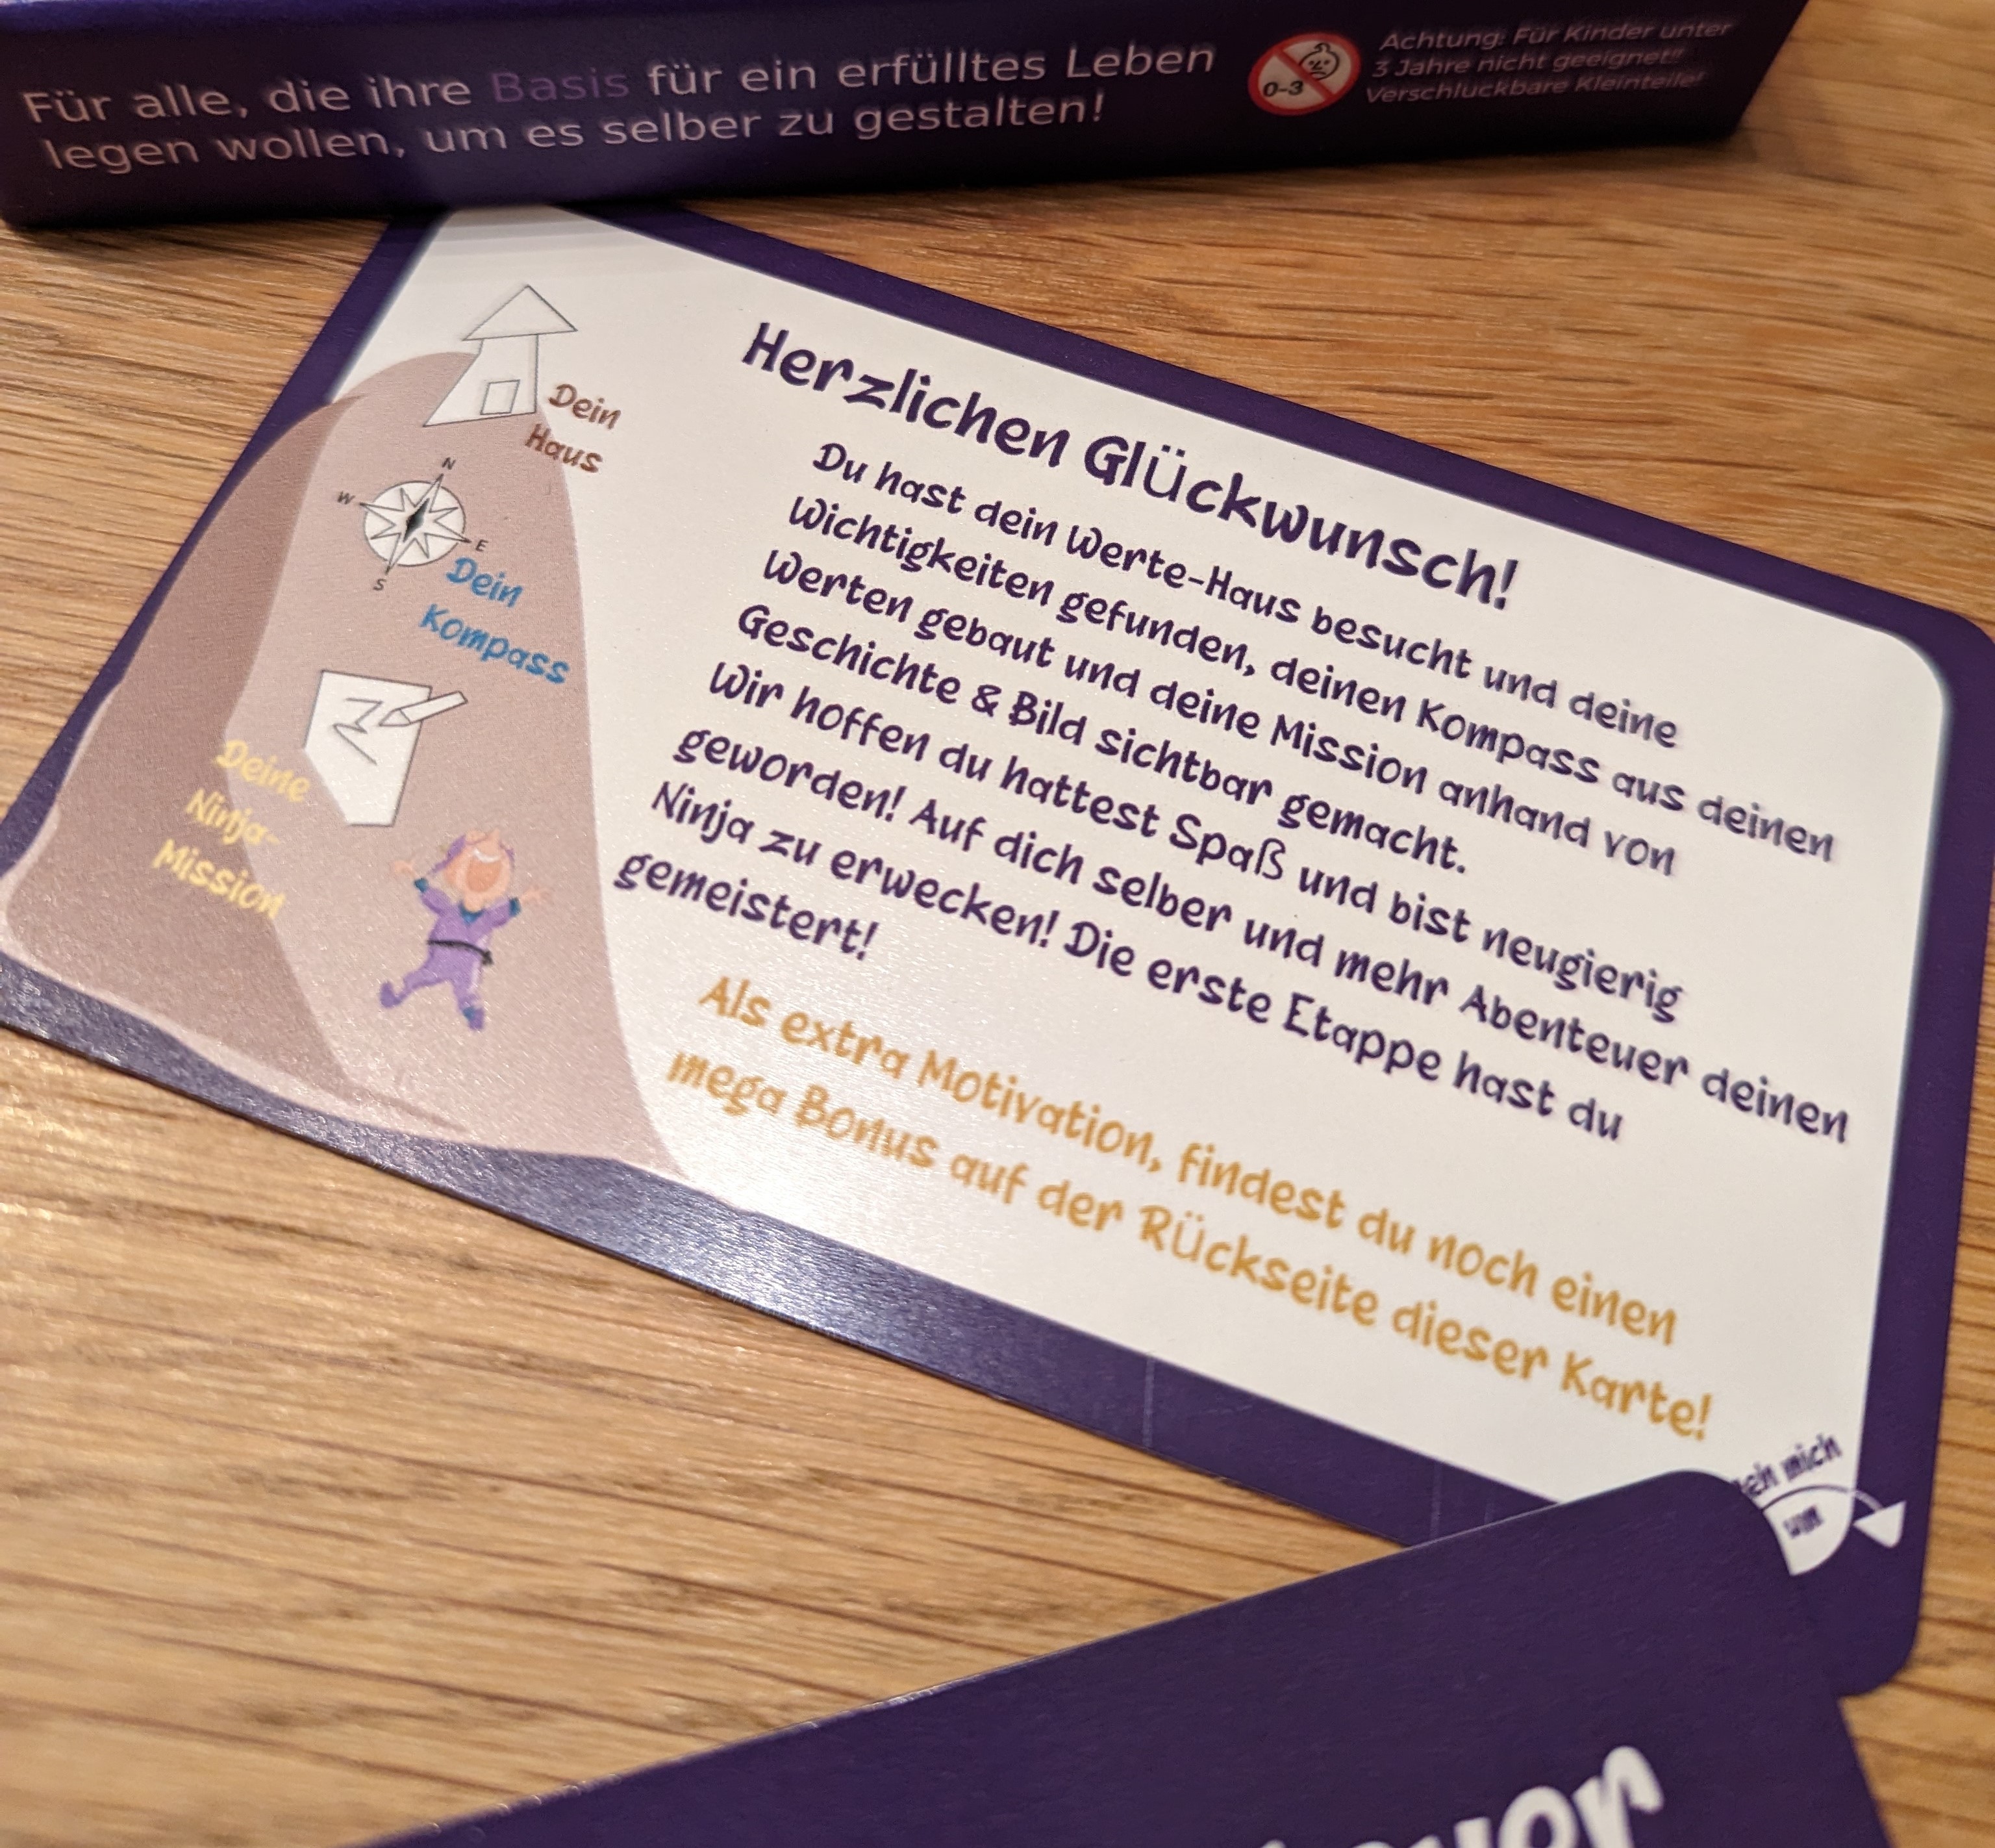 Für alle, die ihre Basis für ein erfülltes Leben
legen wollen, um es selber zu gestalten!
0-3
Achtung: Für Kinder unter
3 Jahre nicht geeignet!!
Verschluckbare Kleinteile!
Herzlichen Glückwunsch!
Du hast dein Werte-Haus besucht und deine
Wichtigkeiten gefunden, deinen Kompass aus deinen
Werten gebaut und deine Mission anhand von
Geschichte & Bild sichtbar gemacht.
Wir hoffen du hattest Spaß und bist neugierig
geworden! Auf dich selber und mehr Abenteuer deinen
Ninja zu erwecken! Die erste Etappe hast du
gemeistert!
Als extra Motivation, findest du noch einen
mega Bonus auf der Rückseite dieser Karte!
Dein
Haus
N
W
E
S
Dein
Kompass
Deine
Ninja-
Mission
mich
um